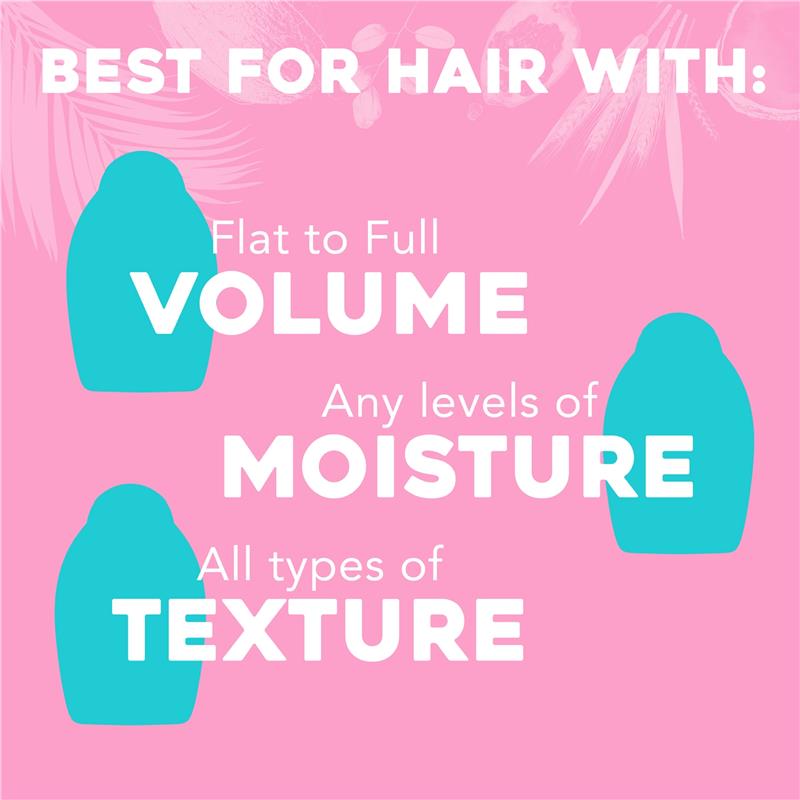 BEST FOR HAIR WITH:
Flat to Full
VOLUME
Any levels of
MOISTURE
All types of
TEXTURE